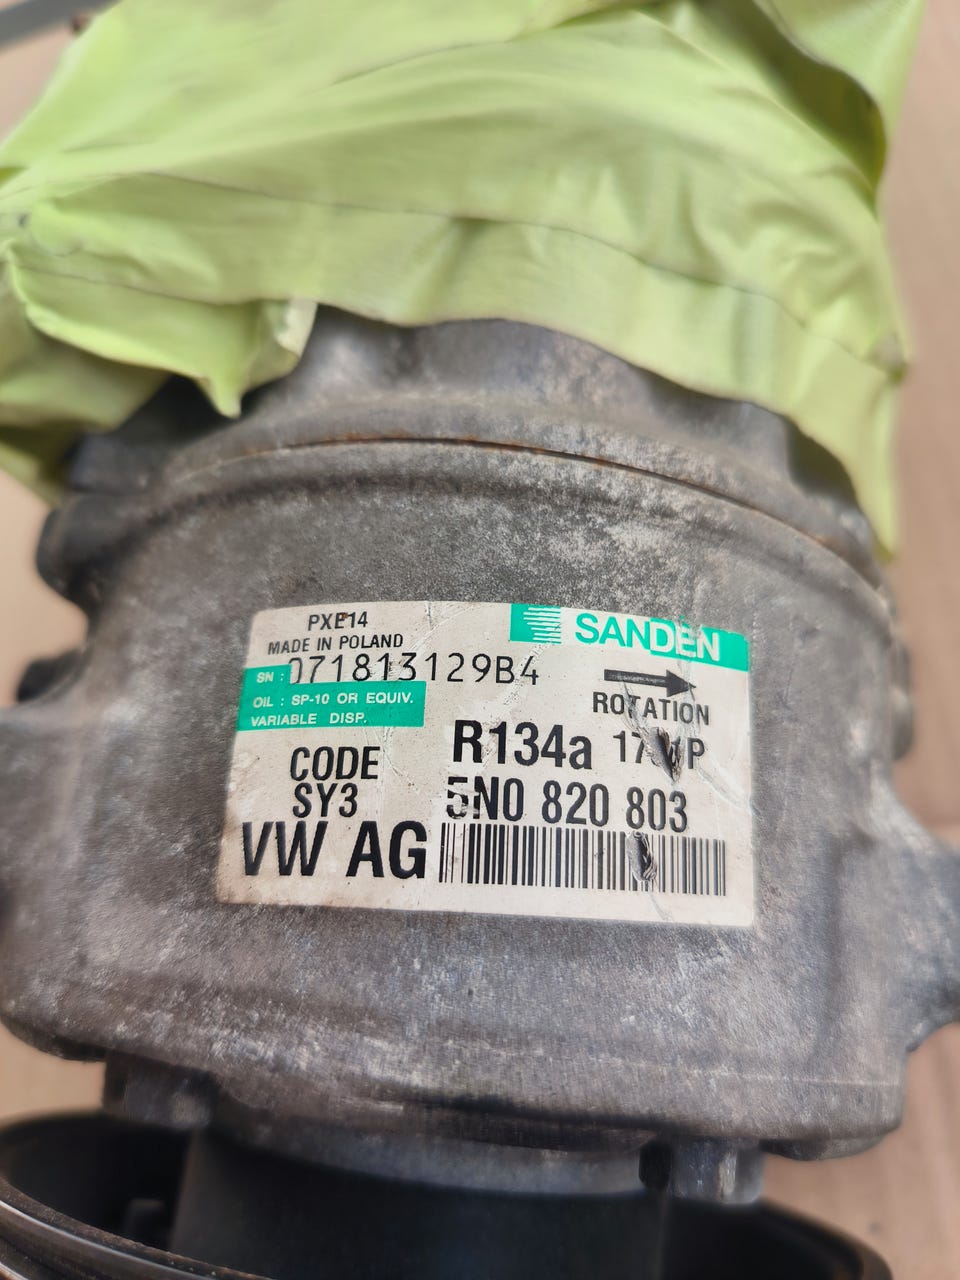 PXE14
SANDEN
MADE IN POLAND
SN : 071813129B4
OIL : SP-10 OR EQUIV.
VARIABLE DISP.
ROTATION
R134a
CODE
SY3
5N0 820 803
VW AG